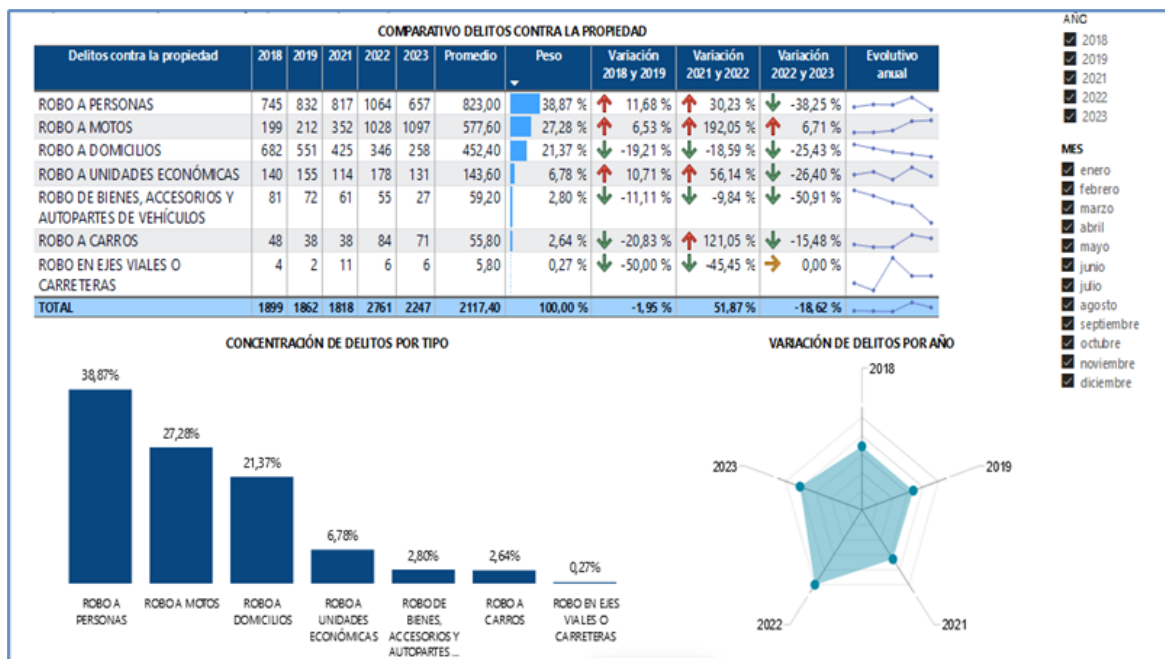 COMPARATIVO DELITOS CONTRA LA PROPIEDAD
Delitos contra la propiedad 2018 2019 2021 2022 2023 Promedio Peso Variación 2018 y 2019 Variación 2021 y 2022 Variación 2022 y 2023 Evolutivo anual
ROBO A PERSONAS 745 832 817 1064 657 823,00 38,87 % 11,68 % 30,23 % -38,25 %
ROBO A MOTOS 199 212 352 1028 1097 577,60 27,28 % 6,53 % 192,05 % 6,71 %
ROBO A DOMICILIOS 682 551 425 346 258 452,40 21,37 % -19,21 % -18,59 % -25,43 %
ROBO A UNIDADES ECONÓMICAS 140 155 114 178 131 143,60 6,78 % 10,71 % 56,14 % -26,40 %
ROBO DE BIENES, ACCESORIOS Y 81 72 61 55 27 59,20 2,80 % -11,11 % -9,84 % -50,91 %
AUTOPARTES DE VEHÍCULOS
ROBO A CARROS 48 38 38 84 71 55,80 2,64 % -20,83 % 121,05 % -15,48 %
ROBO EN EJES VIALES O 4 2 11 6 6 5,80 0,27 % -50,00 % -45,45 % 0,00 %
CARRETERAS
TOTAL 1899 1862 1818 2761 2247 2117,40 100,00 % -1,95 % 51,87 % -18,62 %
AÑO
2018
2019
2021
2022
2023
MES
enero
febrero
marzo
abril
mayo
junio
julio
agosto
septiembre
octubre
noviembre
diciembre
CONCENTRACIÓN DE DELITOS POR TIPO
38,87%
27,28%
21,37%
6,78%
2,80%
2,64%
0,27%
ROBO A
PERSONAS
ROBO A MOTOS
ROBO A
DOMICILIOS
ROBO A
UNIDADES
ECONÓMICAS
ROBO DE
BIENES,
ACCESORIOS Y
AUTOPARTES ...
ROBO A
CARROS
ROBO EN EJES
VIALES O
CARRETERAS
VARIACIÓN DE DELITOS POR AÑO
2018
2019
2021
2022
2023